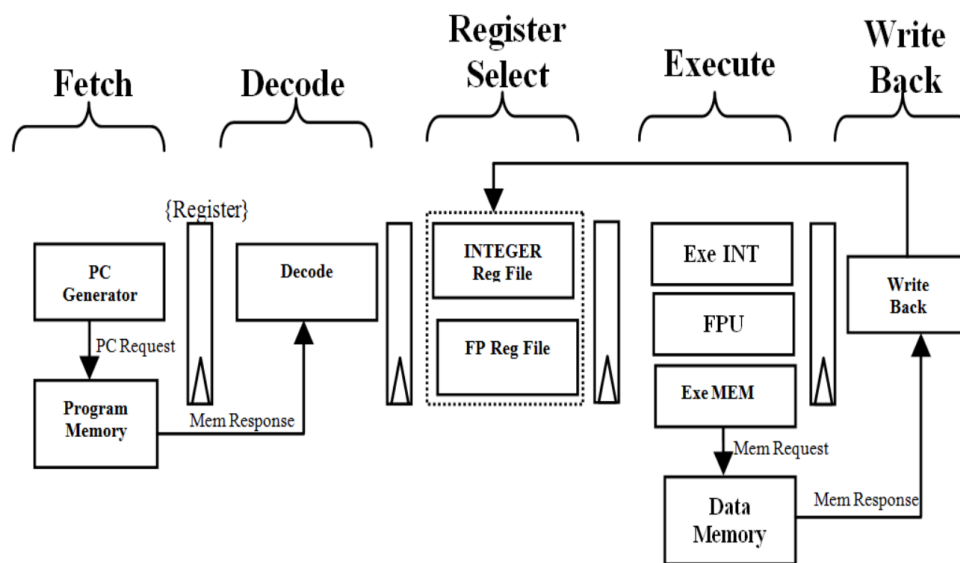 Fetch
Decode
Register
Select
Execute
Write
Back
{Register}
PC
Generator
PC Request
Program
Memory
Mem Response
Decode
INTEGER
Reg File
FP Reg File
Exe INT
FPU
Exe MEM
Mem Request
Data
Memory
Mem Response
Write
Back